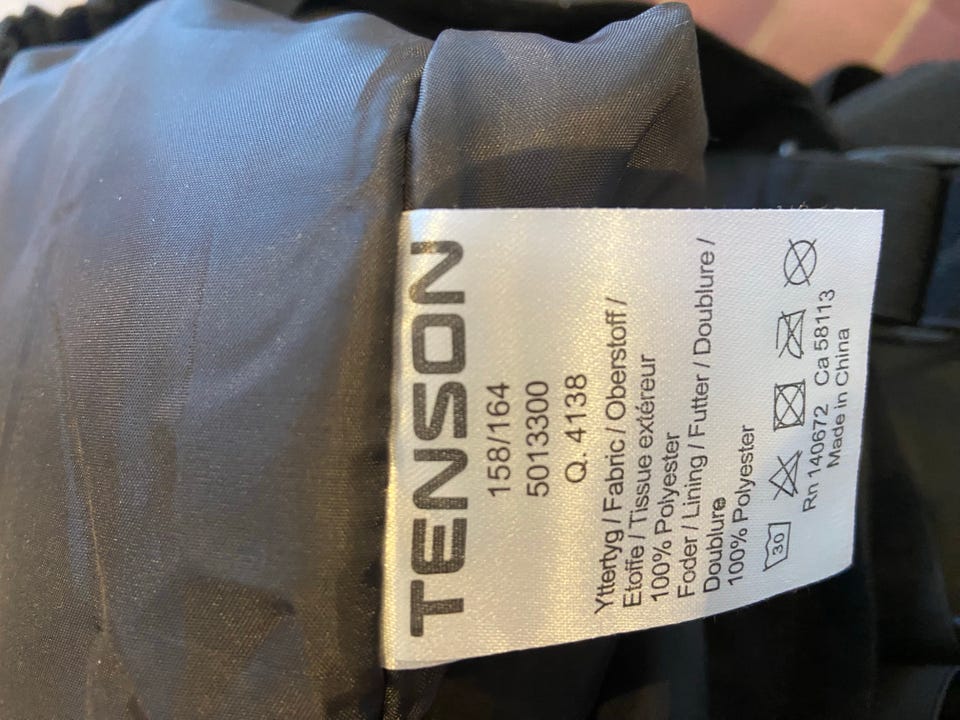 TENSON
158/164
5013300
Q. 4138
Yttertyg / Fabric / Oberstoff /
Etoffe / Tissue extéreur
100% Polyester
Foder / Lining / Futter / Doublure /
Doublure
100% Polyester
30
Rn 140672 Ca 58113
Made in China